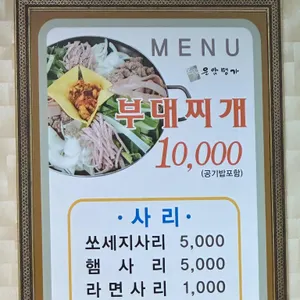 MENU
부대찌개
10,000
(공기밥포함)
· 사 리 ·
쏘세지사리 5,000
햄 사 리 5,000
라면사리 1,000